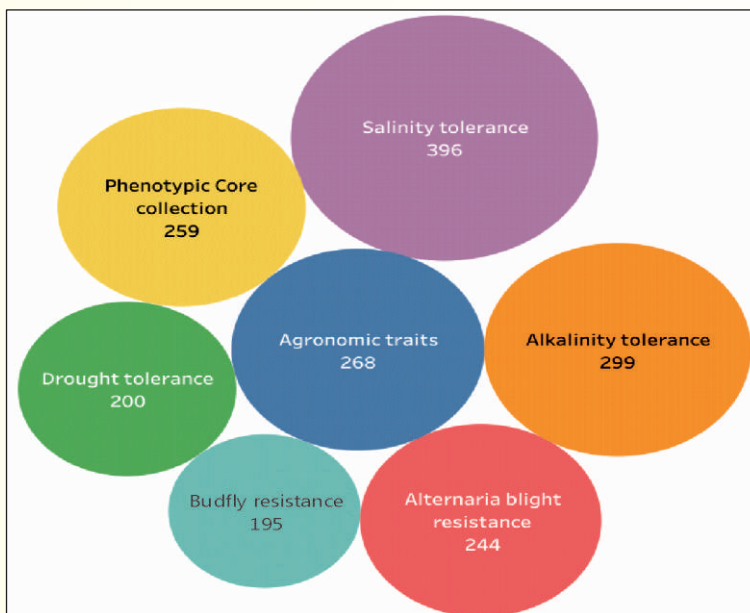 Salinity tolerance
396
Phenotypic Core
collection
259
Agronomic traits
268
Alkalinity tolerance
299
Drought tolerance
200
Budfly resistance
195
Alternaria blight
resistance
244